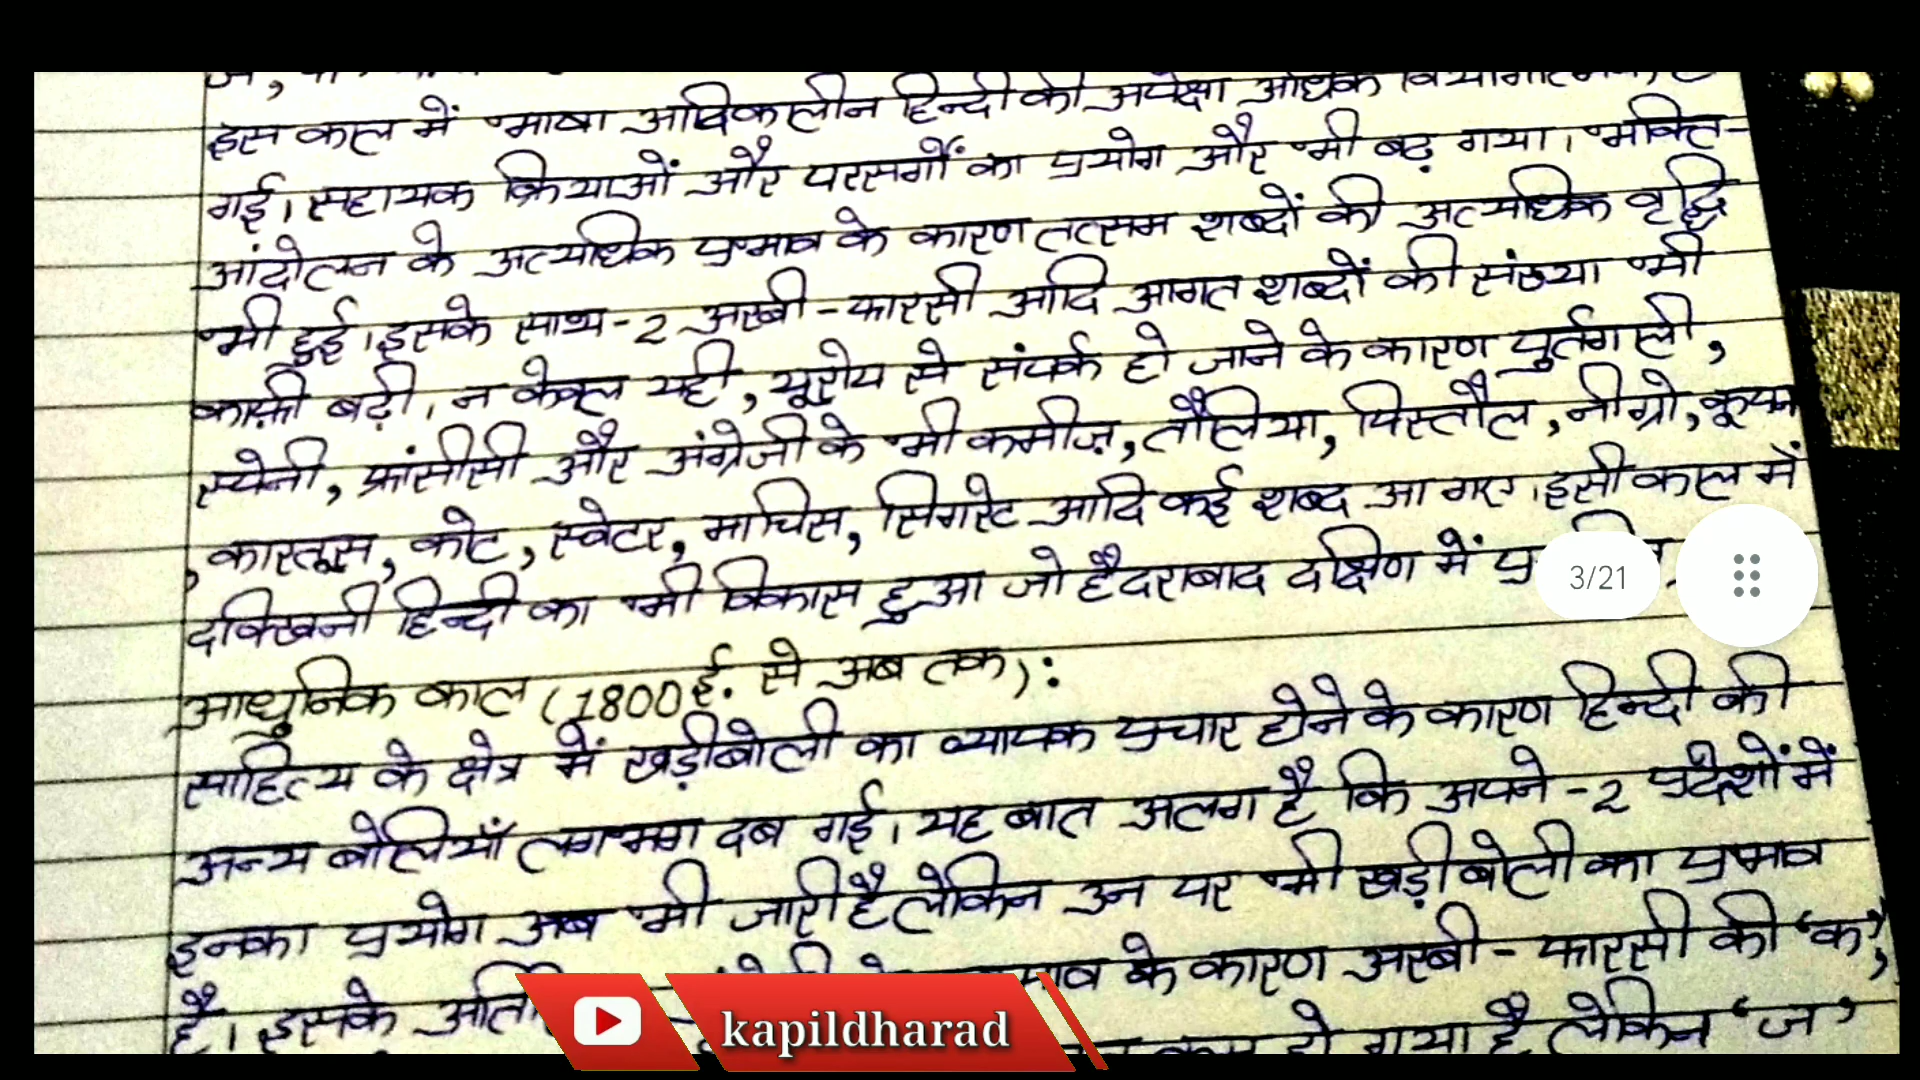 इस काल में भाषा आदिकालीन हिन्दी की अपेक्षा अधिक वियोगात्मक हो
गई। सहायक क्रियाओं और परसर्गों का प्रयोग और भी बढ़ गया। भक्ति-
आंदोलन के अत्यधिक प्रभाव के कारण तत्सम शब्दों की अत्यधिक वृद्धि
भी हुई। इसके साथ-2 अरबी-फारसी आदि आगत शब्दों की संख्या भी
काफ़ी बढ़ी। न केवल यही, यूरोप से संपर्क हो जाने के कारण पुर्तगाली,
स्पेनी, फ्रांसीसी और अंग्रेजी के भी कमीज़, तौलिया, पिस्तौल, नीग्रो, कूपन
, कारतूस, कोट, स्वेटर, माचिस, सिगरेट आदि कई शब्द आ गए। इसी काल में
दक्खिनी हिन्दी का भी विकास हुआ जो हैदराबाद दक्षिण में
3/21
आधुनिक काल (1800 ई. से अब तक):
साहित्य के क्षेत्र में खड़ीबोली का व्यापक प्रचार होने के कारण हिन्दी की
अन्य बोलियाँ लगभग दब गई। यह बात अलग है कि अपने-2 प्रदेशों में
इनका प्रयोग अब भी जारी है लेकिन उन पर भी खड़ीबोली का प्रभाव
है। इसके के कारण अरबी-फारसी की 'क',
गया है, लेकिन 'ज'
kapildharad